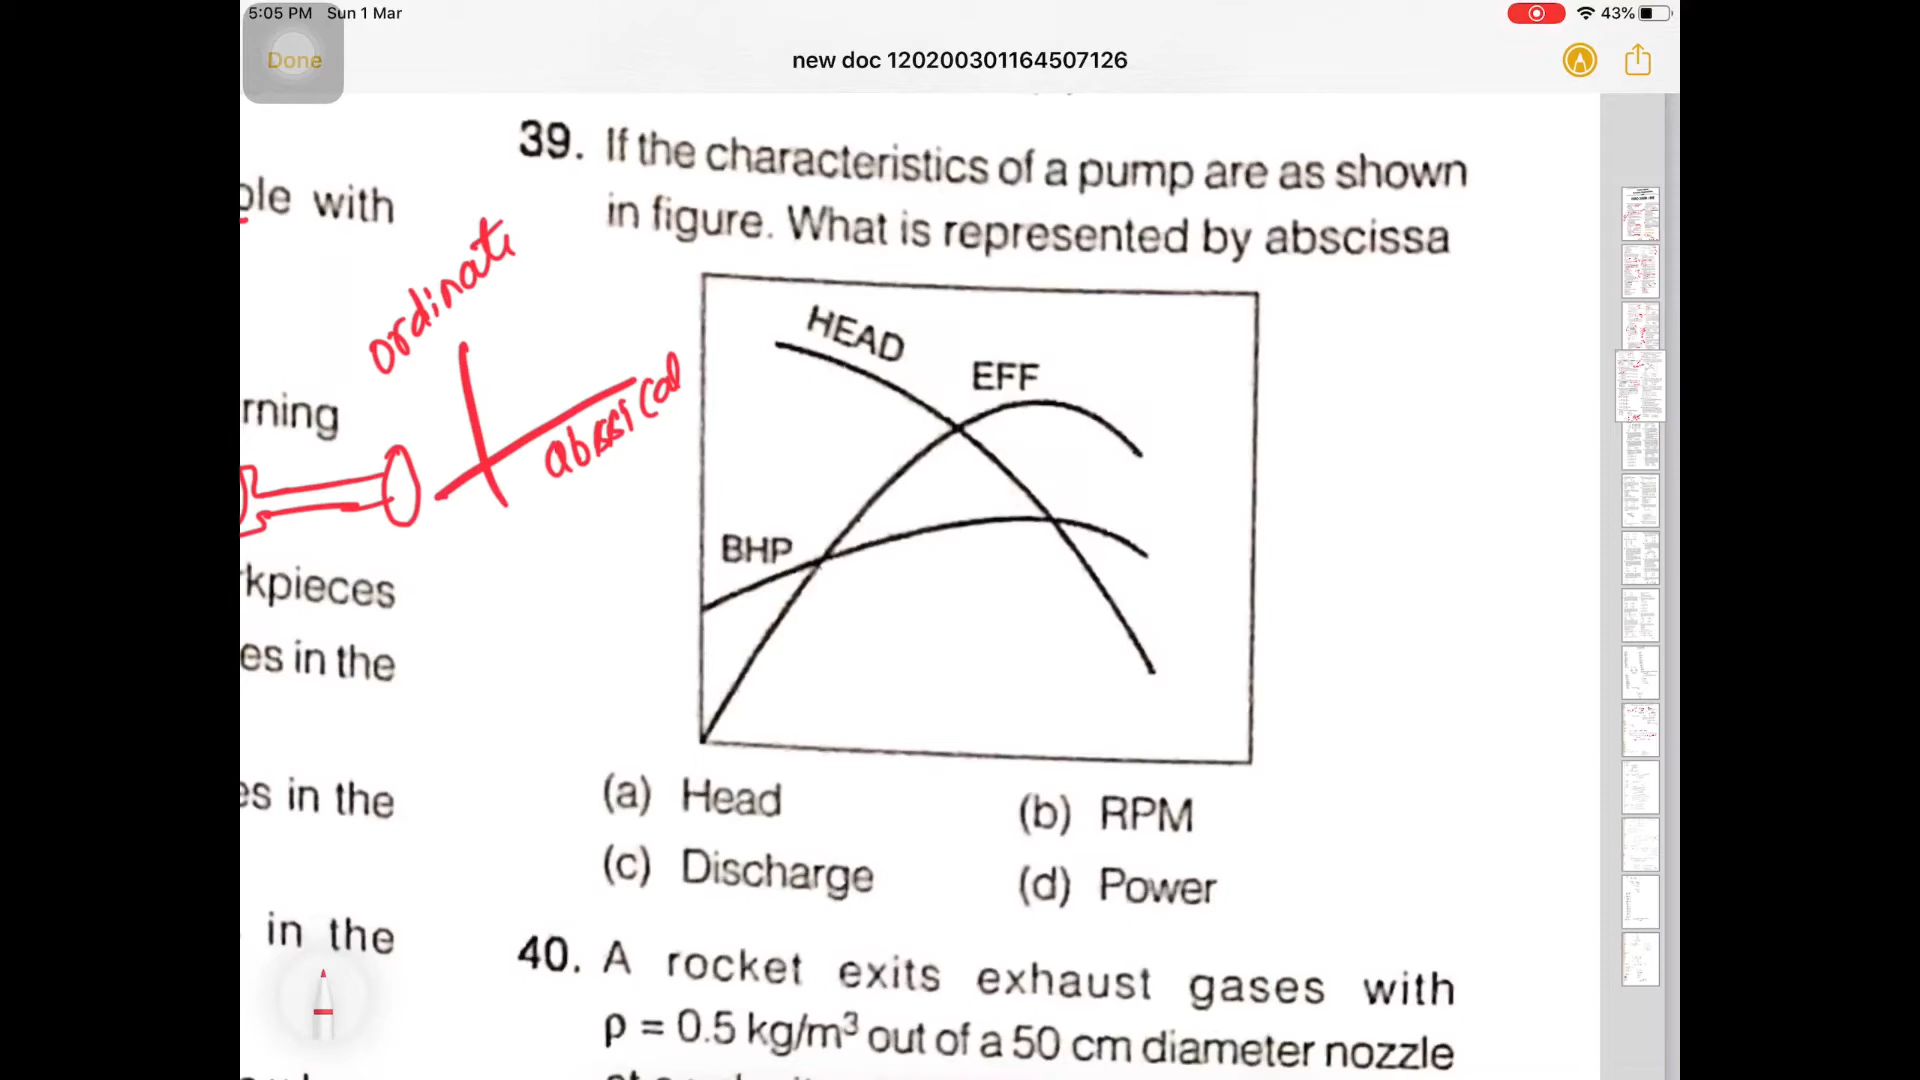 5:05 PM Sun 1 Mar
43%
Done
new doc 120200301164507126
ple with
rning
kpieces
es in the
es in the
in the
ordinate
abssical
39. If the characteristics of a pump are as shown
in figure. What is represented by abscissa
HEAD
EFF
BHP
(a) Head (b) RPM
(c) Discharge (d) Power
40. A rocket exits exhaust gases with
ρ = 0.5 kg/m³ out of a 50 cm diameter nozzle